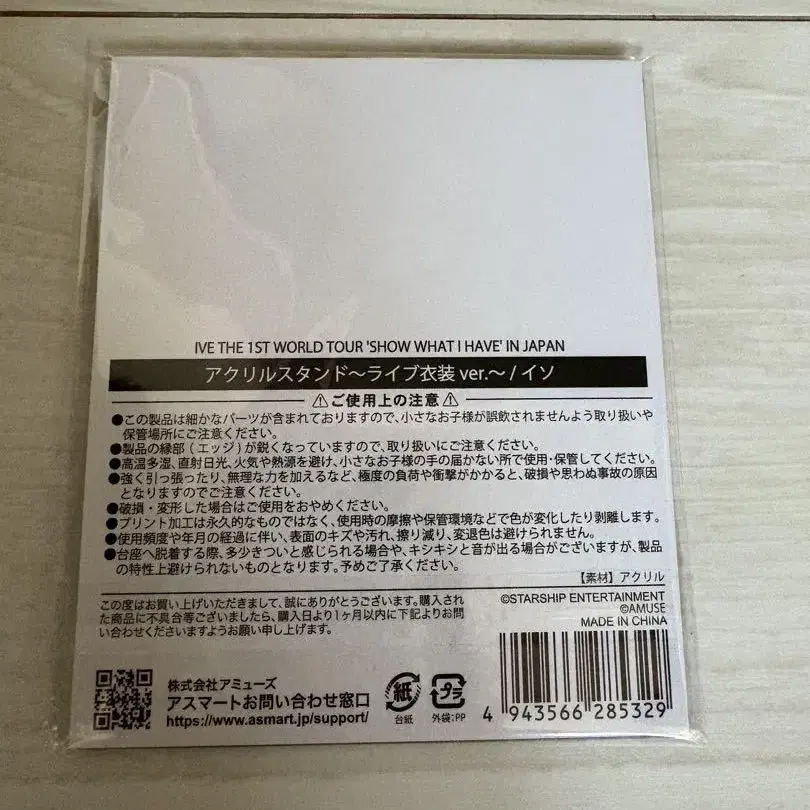 IVE THE 1ST WORLD TOUR 'SHOW WHAT I HAVE' IN JAPAN
アクリルスタンド～ライブ衣装 ver.～ / イソ
⚠ご使用上の注意⚠
●この製品は細かなパーツが含まれておりますので、小さなお子様が誤飲されませんよう取り扱いや
保管場所にご注意ください。
●製品の縁部(エッジ)が鋭くなっていますので、取り扱いにご注意ください。
●高温多湿、直射日光、火気や熱源を避け、小さなお子様の手の届かない所で使用・保管してください。
●強く引っ張ったり、無理な力を加えるなど、極度の負荷や衝撃がかかると、破損や思わぬ事故の原因
となりますのでご注意ください。
●破損・変形した場合はご使用をおやめください。
●プリント加工は永久的なものではなく、使用時の摩擦や保管環境などで色が変化したり剥離します。
●使用頻度や年月の経過に伴い、表面のキズや汚れ、擦り減り、変退色は避けられません。
●台座へ脱着する際、多少きついと感じられる場合や、キシキシと音が出る場合がございますが、製品
の特性上避けられないものとなります。予めご了承ください。
【素材】アクリル
この度はお買い上げいただきまして、誠にありがとうございます。購入され
た商品に不具合等ございましたら、購入日より1ヶ月以内に下記よりお問
い合わせくださいますようお願い申し上げます。
©STARSHIP ENTERTAINMENT
©AMUSE
MADE IN CHINA
株式会社アミューズ
アスマートお問い合わせ窓口
https://www.asmart.jp/support/
紙
台紙
プラ
外袋:PP
4 943566 285329